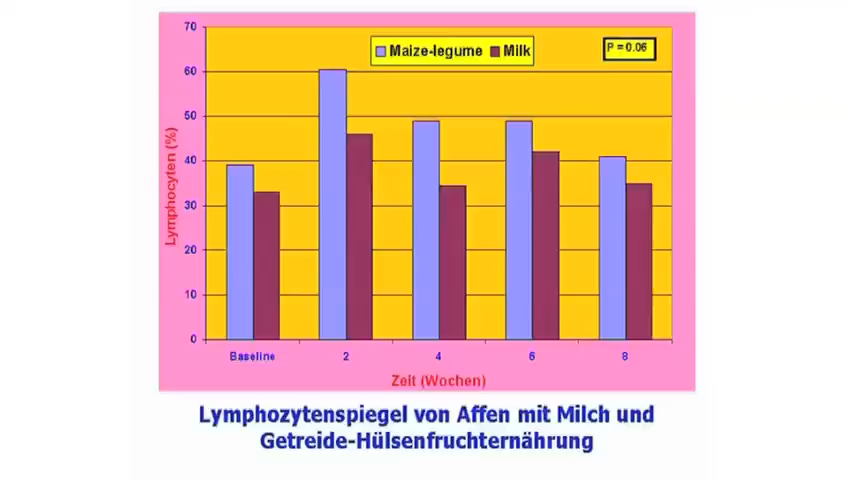 70
Maize-legume Milk
P = 0.06
60
50
40
30
20
10
0
Lymphocyten (%)
Baseline 2 4 6 8
Zeit (Wochen)
Lymphozytenspiegel von Affen mit Milch und
Getreide-Hülsenfruchternährung